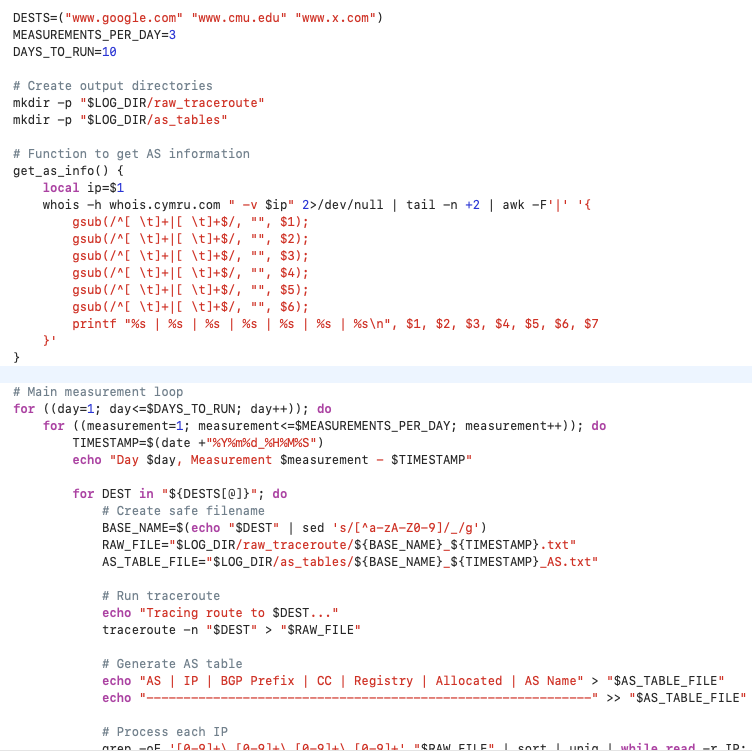 DESTS=("www.google.com" "www.cmu.edu" "www.x.com")
MEASUREMENTS_PER_DAY=3
DAYS_TO_RUN=10

# Create output directories
mkdir -p "$LOG_DIR/raw_traceroute"
mkdir -p "$LOG_DIR/as_tables"

# Function to get AS information
get_as_info() {
    local ip=$1
    whois -h whois.cymru.com " -v $ip" 2>/dev/null | tail -n +2 | awk -F'|' '{
        gsub(/^[ \t]+|[ \t]+$/, "", $1);
        gsub(/^[ \t]+|[ \t]+$/, "", $2);
        gsub(/^[ \t]+|[ \t]+$/, "", $3);
        gsub(/^[ \t]+|[ \t]+$/, "", $4);
        gsub(/^[ \t]+|[ \t]+$/, "", $5);
        gsub(/^[ \t]+|[ \t]+$/, "", $6);
        printf "%s | %s | %s | %s | %s | %s | %s\n", $1, $2, $3, $4, $5, $6, $7
    }'
}

# Main measurement loop
for ((day=1; day<=$DAYS_TO_RUN; day++)); do
    for ((measurement=1; measurement<=$MEASUREMENTS_PER_DAY; measurement++)); do
        TIMESTAMP=$(date +"%Y%m%d_%H%M%S")
        echo "Day $day, Measurement $measurement - $TIMESTAMP"

        for DEST in "${DESTS[@]}"; do
            # Create safe filename
            BASE_NAME=$(echo "$DEST" | sed 's/[^a-zA-Z0-9]/_/g')
            RAW_FILE="$LOG_DIR/raw_traceroute/${BASE_NAME}_${TIMESTAMP}.txt"
            AS_TABLE_FILE="$LOG_DIR/as_tables/${BASE_NAME}_${TIMESTAMP}_AS.txt"

            # Run traceroute
            echo "Tracing route to $DEST..."
            traceroute -n "$DEST" > "$RAW_FILE"

            # Generate AS table
            echo "AS | IP | BGP Prefix | CC | Registry | Allocated | AS Name" > "$AS_TABLE_FILE"
            echo "------------------------------------------------------------" >> "$AS_TABLE_FILE"

            # Process each IP
            grep -oE '[0-9]+\.[0-9]+\.[0-9]+\.[0-9]+' "$RAW_FILE" | sort | uniq | while read -r IP;